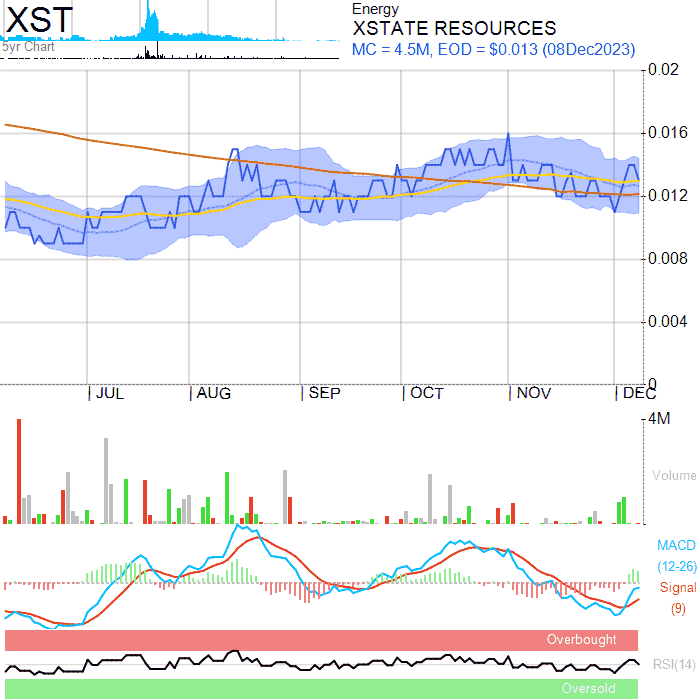 XST
5yr Chart
Energy
XSTATE RESOURCES
MC = 4.5M, EOD = $0.013 (08Dec2023)
0.02
0.016
0.012
0.008
0.004
0
JUL AUG SEP OCT NOV DEC
4M
Volume
MACD
(12-26)
Signal
(9)
Overbought
RSI(14)
Oversold